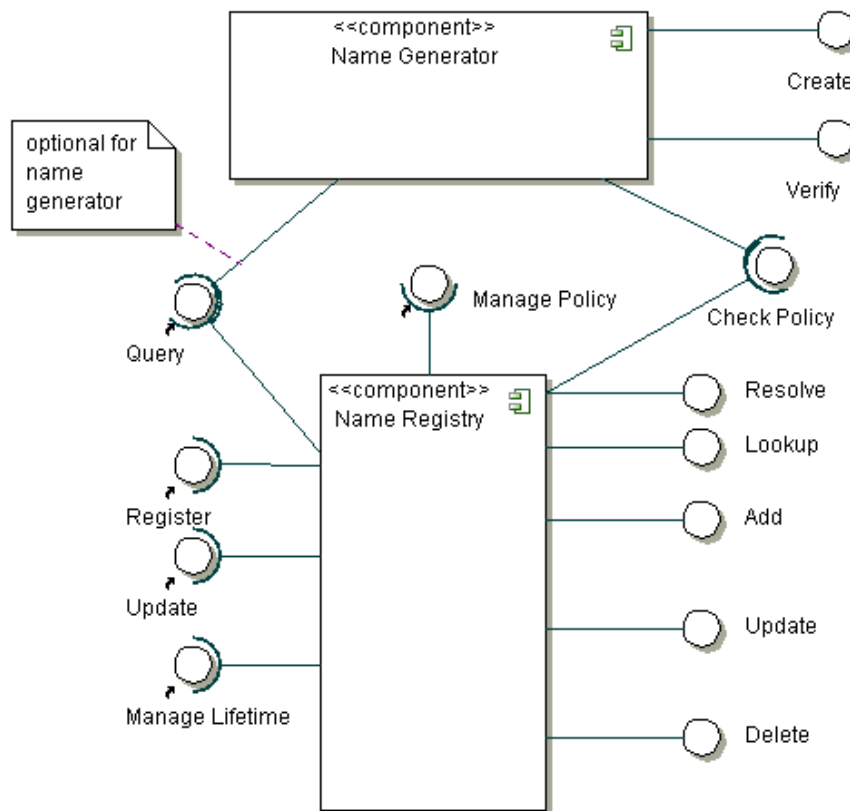 <<component>>
Name Generator
Create
optional for
name
generator
Verify
Manage Policy
Check Policy
Query
<<component>>
Name Registry
Resolve
Lookup
Register
Add
Update
Update
Manage Lifetime
Delete